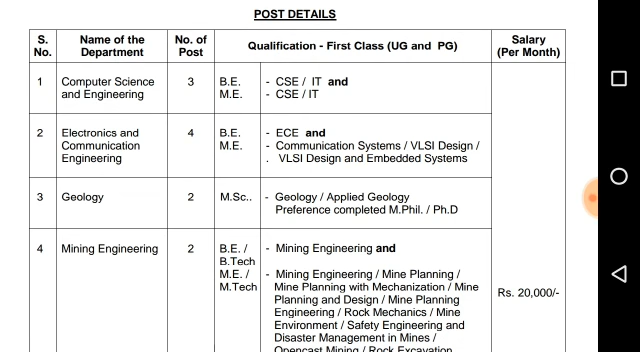 POST DETAILS
S. No. Name of the Department No. of Post Qualification - First Class (UG and PG) Salary (Per Month)
1 Computer Science and Engineering 3 B.E. - CSE / IT and
M.E. - CSE / IT
2 Electronics and Communication Engineering 4 B.E. - ECE and
M.E. - Communication Systems / VLSI Design /
. VLSI Design and Embedded Systems
3 Geology 2 M.Sc.. - Geology / Applied Geology
Preference completed M.Phil. / Ph.D
4 Mining Engineering 2 B.E. / B.Tech - Mining Engineering and
M.E. / M.Tech - Mining Engineering / Mine Planning /
Mine Planning with Mechanization / Mine
Planning and Design / Mine Planning
Engineering / Rock Mechanics / Mine
Environment / Safety Engineering and
Disaster Management in Mines /
Opencast Mining / Rock Excavation
Rs. 20,000/-